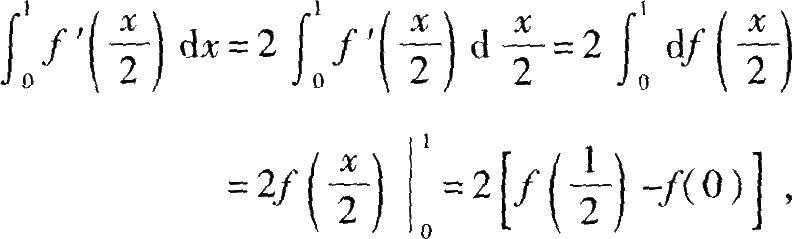 ∫₀¹ f ′(x/2) dx = 2 ∫₀¹ f ′(x/2) d x/2 = 2 ∫₀¹ df(x/2)
= 2f(x/2) |₀¹ = 2[f(1/2) − f(0)] ,